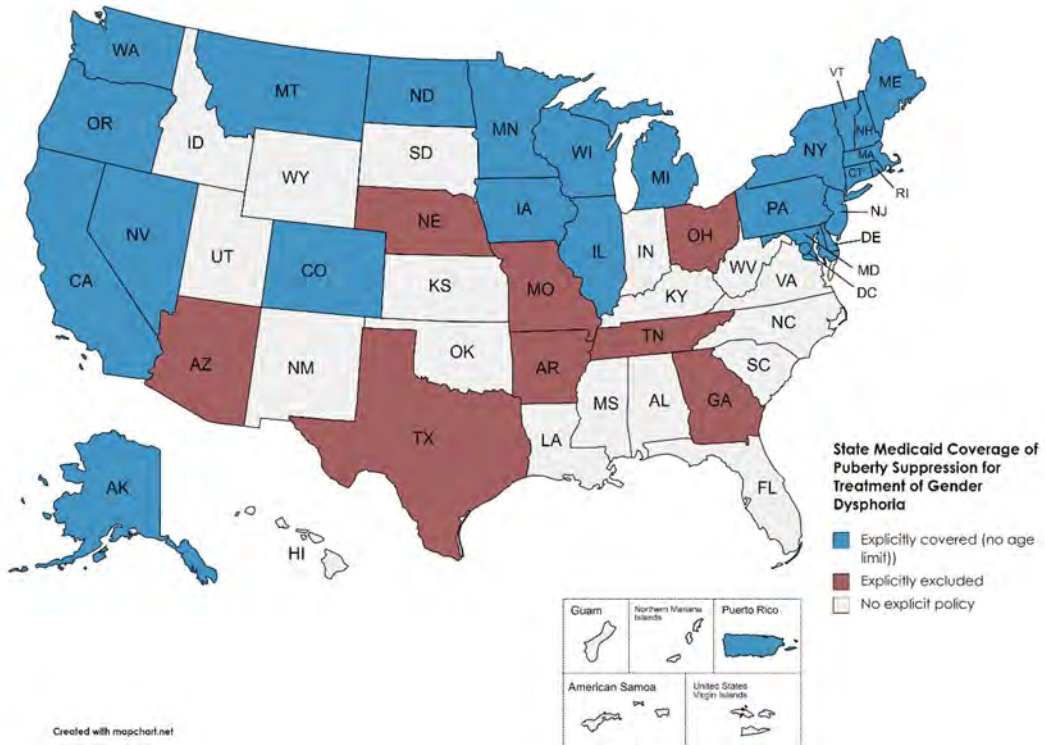 WA
MT
ND
MN
VT
ME
OR
ID
SD
WI
NH
NY
MA
WY
MI
CT
RI
IA
PA
NJ
NE
NV
OH
UT
IL
IN
DE
CO
WV
MD
CA
KS
MO
VA
DC
KY
NC
TN
OK
AZ
NM
AR
SC
MS
AL
GA
TX
LA
FL
AK
HI
State Medicaid Coverage of
Puberty Suppression for
Treatment of Gender
Dysphoria
Explicitly covered (no age
limit))
Explicitly excluded
No explicit policy
Guam
Northern Mariana
Islands
Puerto Rico
American Samoa
United States
Virgin Islands
Created with mapchart.net